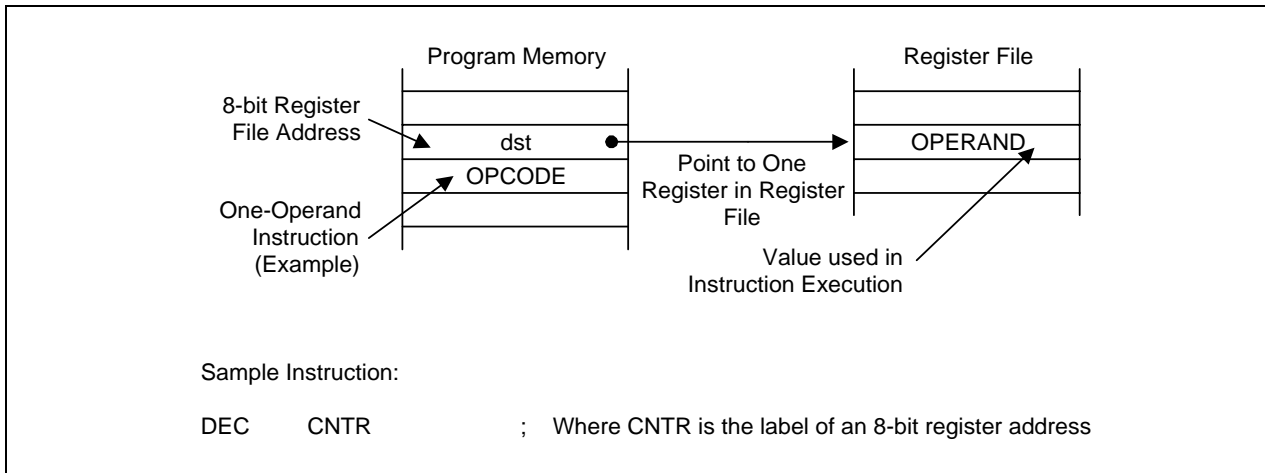 Program Memory
Register File
8-bit Register
File Address
dst
OPERAND
OPCODE
Point to One
Register in Register
File
One-Operand
Instruction
(Example)
Value used in
Instruction Execution
Sample Instruction:
DEC CNTR ; Where CNTR is the label of an 8-bit register address